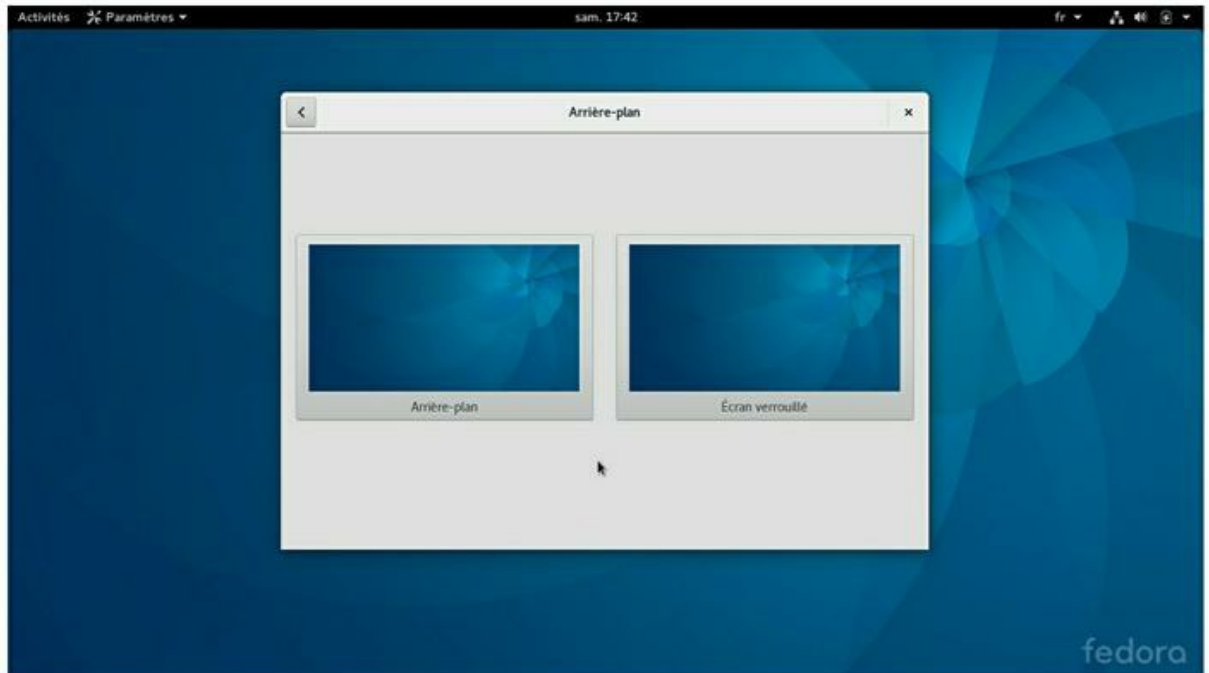 Activités Paramètres sam. 17:42 fr
Arrière-plan
Arrière-plan Écran verrouillé
fedora